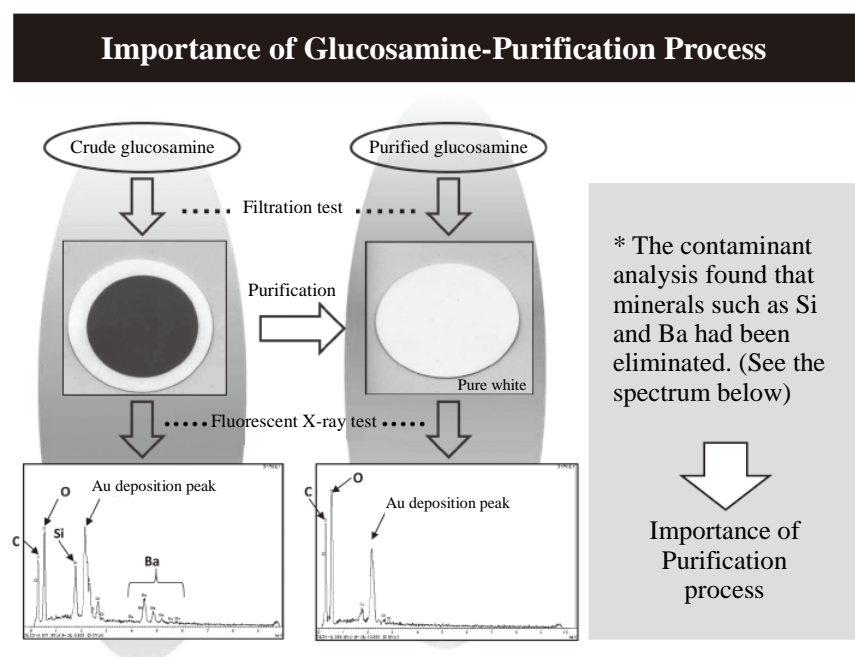 Importance of Glucosamine-Purification Process
Crude glucosamine
Purified glucosamine
Filtration test
Purification
Pure white
* The contaminant
analysis found that
minerals such as Si
and Ba had been
eliminated. (See the
spectrum below)
Fluorescent X-ray test
Importance of
Purification
process
C
O
Si
Au deposition peak
Ba
C
O
Au deposition peak